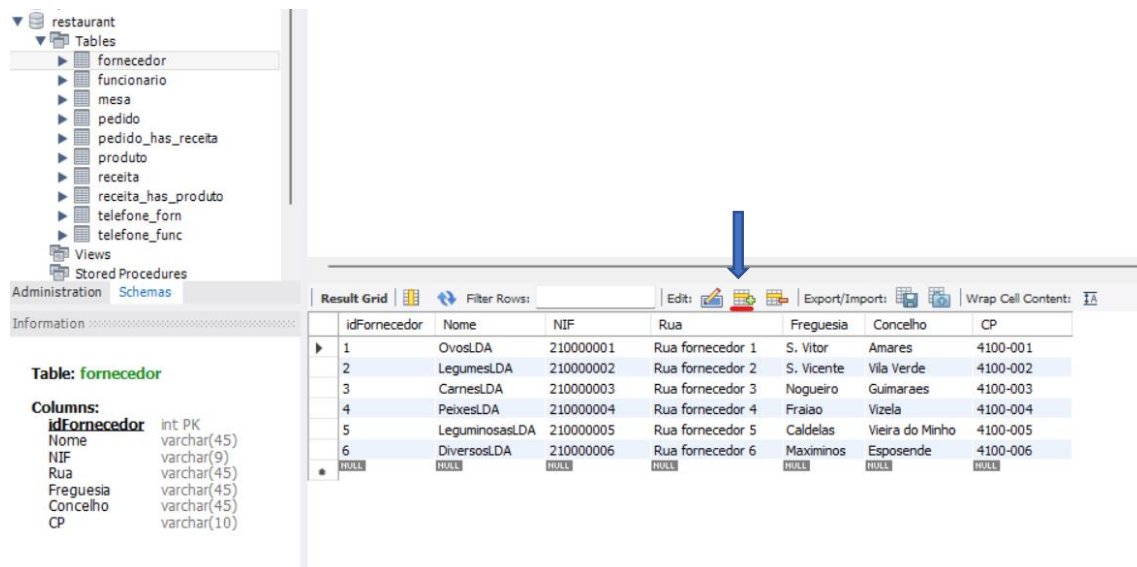 restaurant
Tables
fornecedor
funcionario
mesa
pedido
pedido_has_receita
produto
receita
receita_has_produto
telefone_forn
telefone_func
Views
Stored Procedures
Administration Schemas
Information
Table: fornecedor
Columns:
idFornecedor int PK
Nome varchar(45)
NIF varchar(9)
Rua varchar(45)
Freguesia varchar(45)
Concelho varchar(45)
CP varchar(10)
Result Grid Filter Rows: Edit: Export/Import: Wrap Cell Content: IA
idFornecedor Nome NIF Rua Freguesia Concelho CP
1 OvosLDA 210000001 Rua fornecedor 1 S. Vitor Amares 4100-001
2 LegumesLDA 210000002 Rua fornecedor 2 S. Vicente Vila Verde 4100-002
3 CarnesLDA 210000003 Rua fornecedor 3 Nogueiro Guimaraes 4100-003
4 PeixesLDA 210000004 Rua fornecedor 4 Fraiao Vizela 4100-004
5 LeguminosasLDA 210000005 Rua fornecedor 5 Caldelas Vieira do Minho 4100-005
6 DiversosLDA 210000006 Rua fornecedor 6 Maximinos Esposende 4100-006
NULL NULL NULL NULL NULL NULL NULL